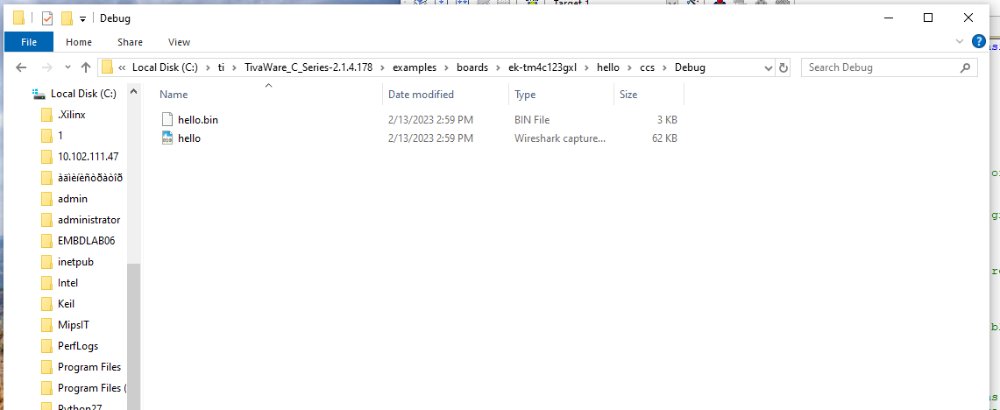 Target 1
Debug
File Home Share View
« Local Disk (C:) > ti > TivaWare_C_Series-2.1.4.178 > examples > boards > ek-tm4c123gxl > hello > ccs > Debug
Search Debug
Local Disk (C:)
.Xilinx
1
10.102.111.47
àäìèíèñòðàòîð
admin
administrator
EMBDLAB06
inetpub
Intel
Keil
MipsIT
PerfLogs
Program Files
Program Files (
Python27
Name Date modified Type Size
hello.bin 2/13/2023 2:59 PM BIN File 3 KB
hello 2/13/2023 2:59 PM Wireshark capture... 62 KB